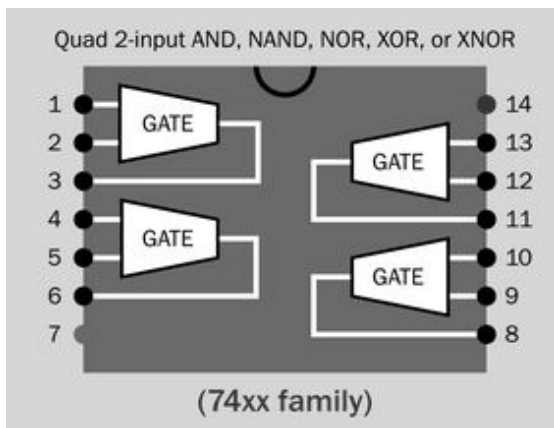 Quad 2-input AND, NAND, NOR, XOR, or XNOR
1
GATE
2
3
4
GATE
5
6
7
14
13
GATE
12
11
10
GATE
9
8
(74xx family)